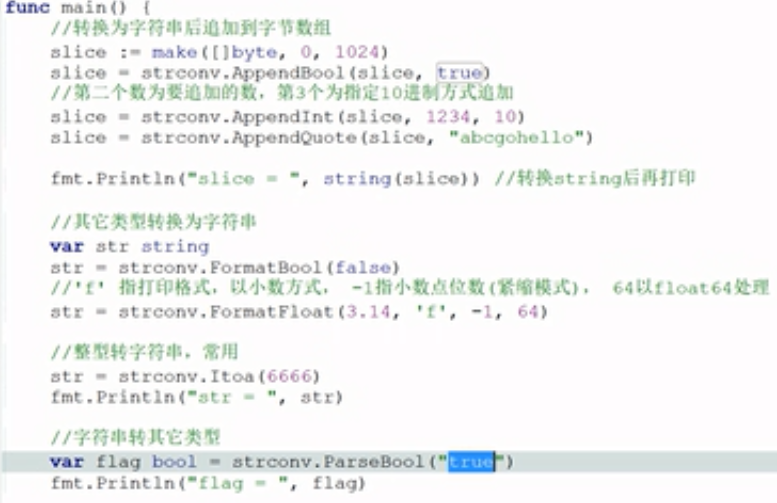 func main() {
    //转换为字符串后追加到字节数组
    slice := make([]byte, 0, 1024)
    slice = strconv.AppendBool(slice, true)
    //第二个数为要追加的数，第3个为指定10进制方式追加
    slice = strconv.AppendInt(slice, 1234, 10)
    slice = strconv.AppendQuote(slice, "abcgohello")
    fmt.Println("slice = ", string(slice)) //转换string后再打印
    //其它类型转换为字符串
    var str string
    str = strconv.FormatBool(false)
    //'f' 指打印格式，以小数方式， -1指小数点位数(紧缩模式)， 64以float64处理
    str = strconv.FormatFloat(3.14, 'f', -1, 64)
    //整型转字符串，常用
    str = strconv.Itoa(6666)
    fmt.Println("str = ", str)
    //字符串转其它类型
    var flag bool = strconv.ParseBool("true")
    fmt.Println("flag = ", flag)